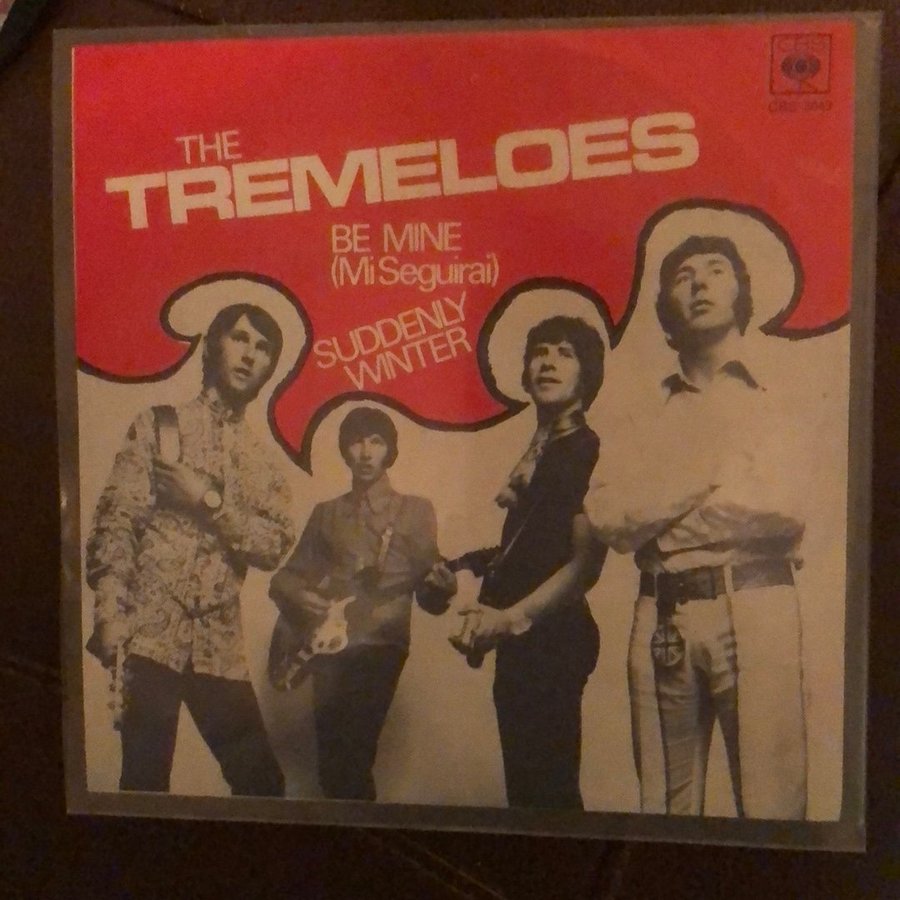 CBS
THE
TREMELOES
BE MINE
(Mi Seguirai)
SUDDENLY
WINTER